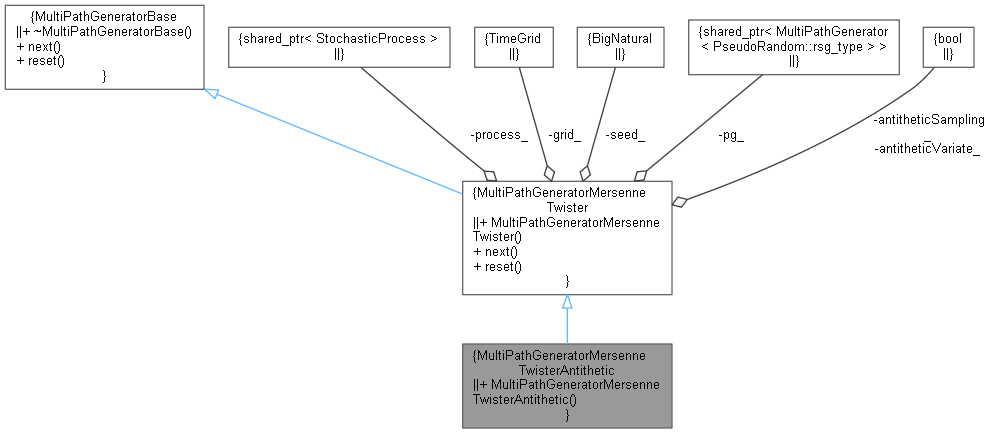 {MultiPathGeneratorBase
||+ ~MultiPathGeneratorBase()
+ next()
+ reset()
}
{shared_ptr< StochasticProcess >
||}
{TimeGrid
||}
{BigNatural
||}
{shared_ptr< MultiPathGenerator
< PseudoRandom::rsg_type > >
||}
{bool
||}
-process_
-grid_
-seed_
-pg_
-antitheticSampling
_
-antitheticVariate_
{MultiPathGeneratorMersenne
Twister
||+ MultiPathGeneratorMersenne
Twister()
+ next()
+ reset()
}
{MultiPathGeneratorMersenne
TwisterAntithetic
||+ MultiPathGeneratorMersenne
TwisterAntithetic()
}